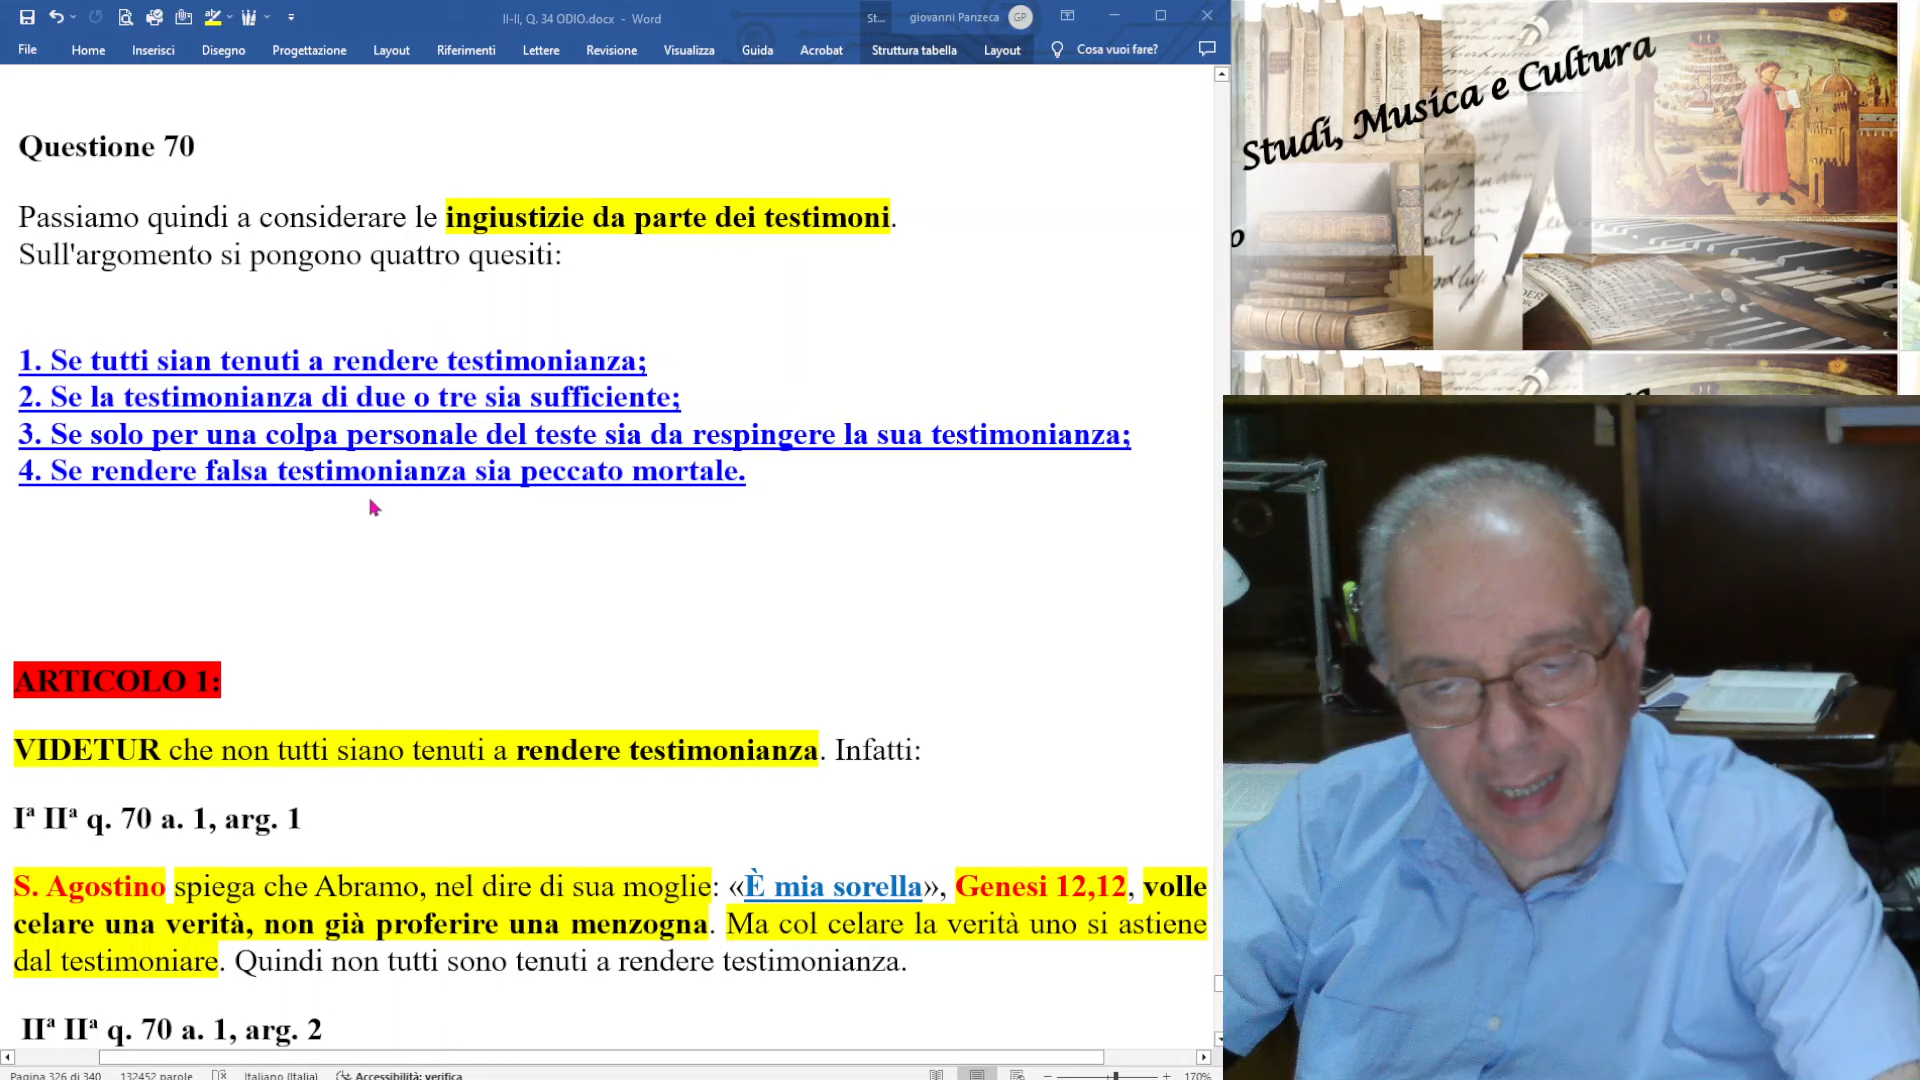 II-II, Q. 34 ODIO.docx - Word
St...
giovanni Panzeca
GP
File Home Inserisci Disegno Progettazione Layout Riferimenti Lettere Revisione Visualizza Guida Acrobat Struttura tabella Layout Cosa vuoi fare?
Studi, Musica e Cultura
Questione 70
Passiamo quindi a considerare le ingiustizie da parte dei testimoni.
Sull'argomento si pongono quattro quesiti:
1. Se tutti sian tenuti a rendere testimonianza;
2. Se la testimonianza di due o tre sia sufficiente;
3. Se solo per una colpa personale del teste sia da respingere la sua testimonianza;
4. Se rendere falsa testimonianza sia peccato mortale.
ARTICOLO 1:
VIDETUR che non tutti siano tenuti a rendere testimonianza. Infatti:
Iª IIª q. 70 a. 1, arg. 1
S. Agostino spiega che Abramo, nel dire di sua moglie: «È mia sorella», Genesi 12,12, volle
celare una verità, non già proferire una menzogna. Ma col celare la verità uno si astiene
dal testimoniare. Quindi non tutti sono tenuti a rendere testimonianza.
IIª IIª q. 70 a. 1, arg. 2
Pagina 326 di 340 132452 parole Italiano (Italia) Accessibilità: verifica 170%